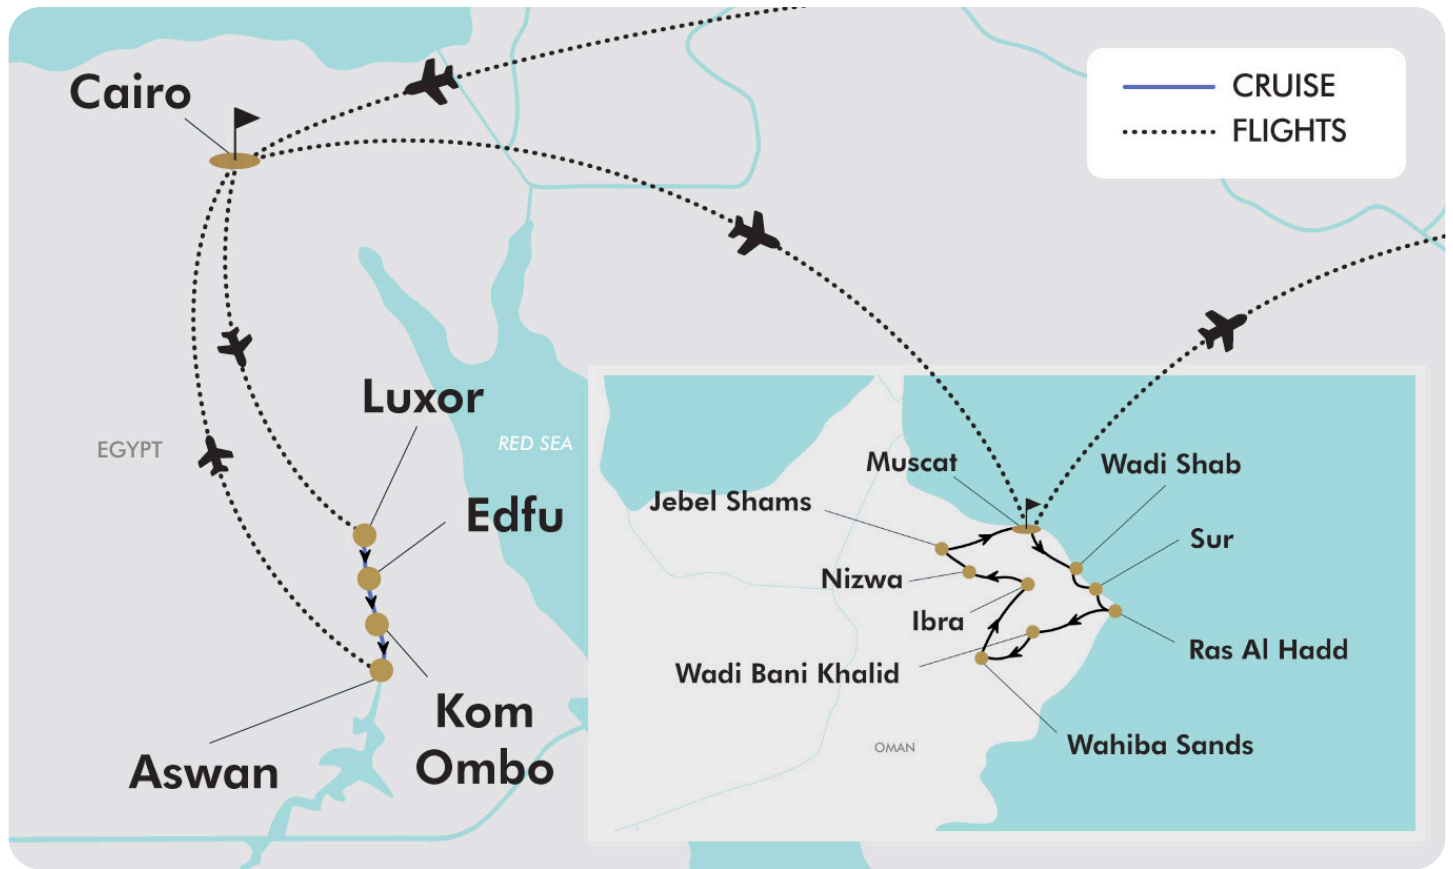 Cairo
CRUISE
FLIGHTS
Luxor
EGYPT
RED SEA
Edfu
Muscat
Wadi Shab
Jebel Shams
Sur
Nizwa
Ibra
Ras Al Hadd
Wadi Bani Khalid
Kom
Ombo
Aswan
OMAN
Wahiba Sands